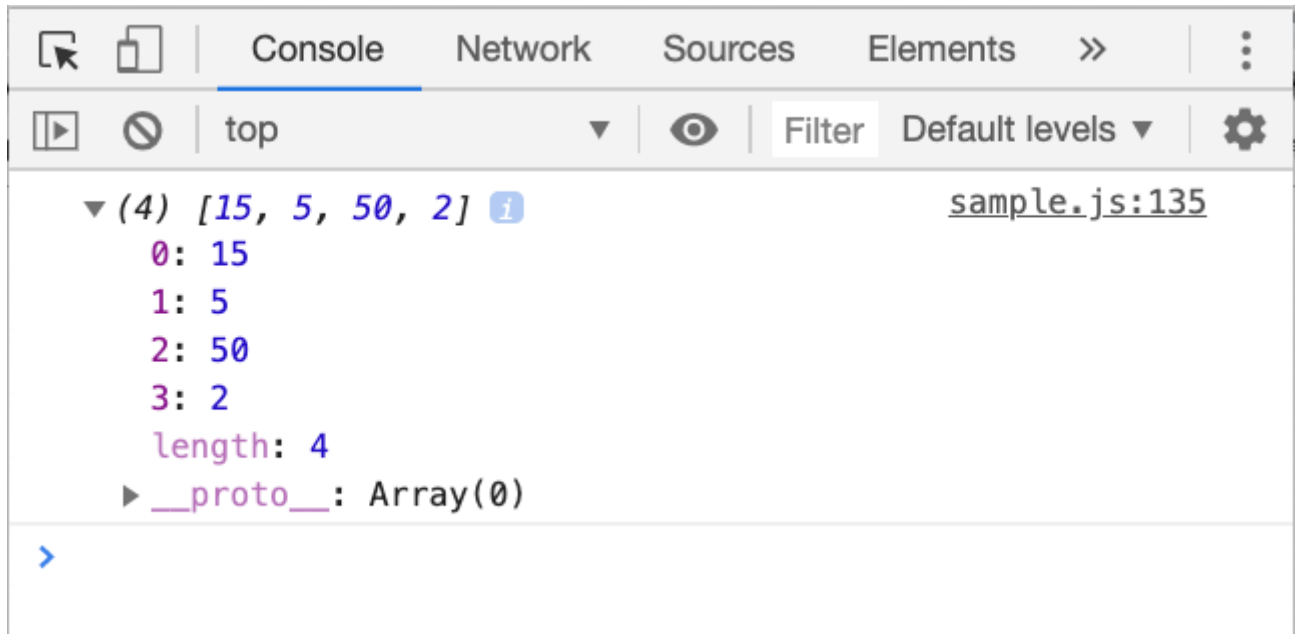 Console Network Sources Elements »
top ▼ Filter Default levels ▼
▼ (4) [15, 5, 50, 2] i sample.js:135
0: 15
1: 5
2: 50
3: 2
length: 4
▶ __proto__: Array(0)
>